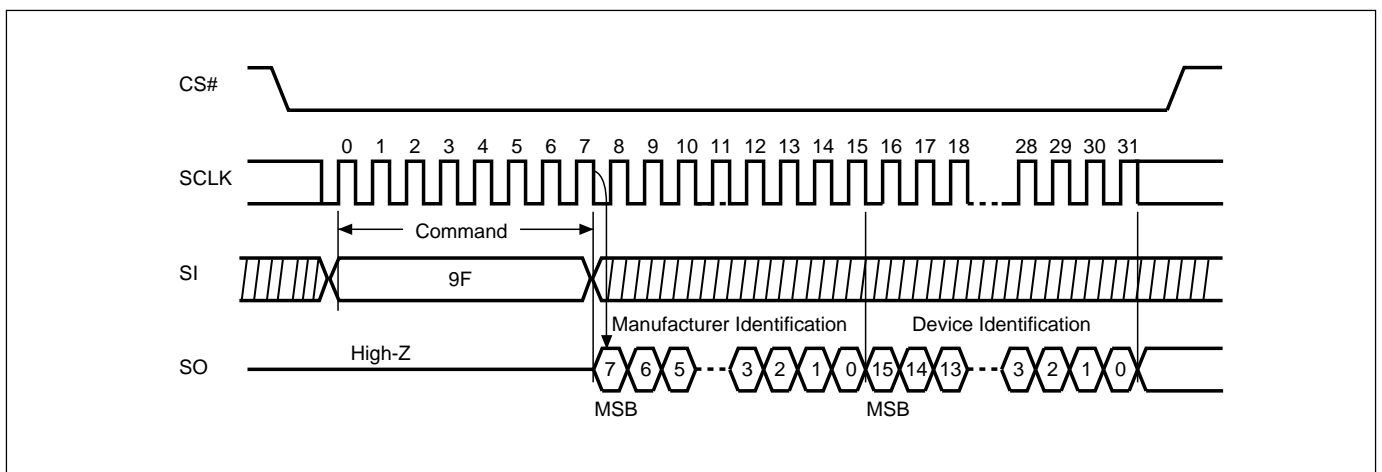 CS#
0 1 2 3 4 5 6 7 8 9 10 11 12 13 14 15 16 17 18 28 29 30 31
SCLK
Command
SI
9F
Manufacturer Identification Device Identification
High-Z
SO
7 6 5 3 2 1 0 15 14 13 3 2 1 0
MSB MSB